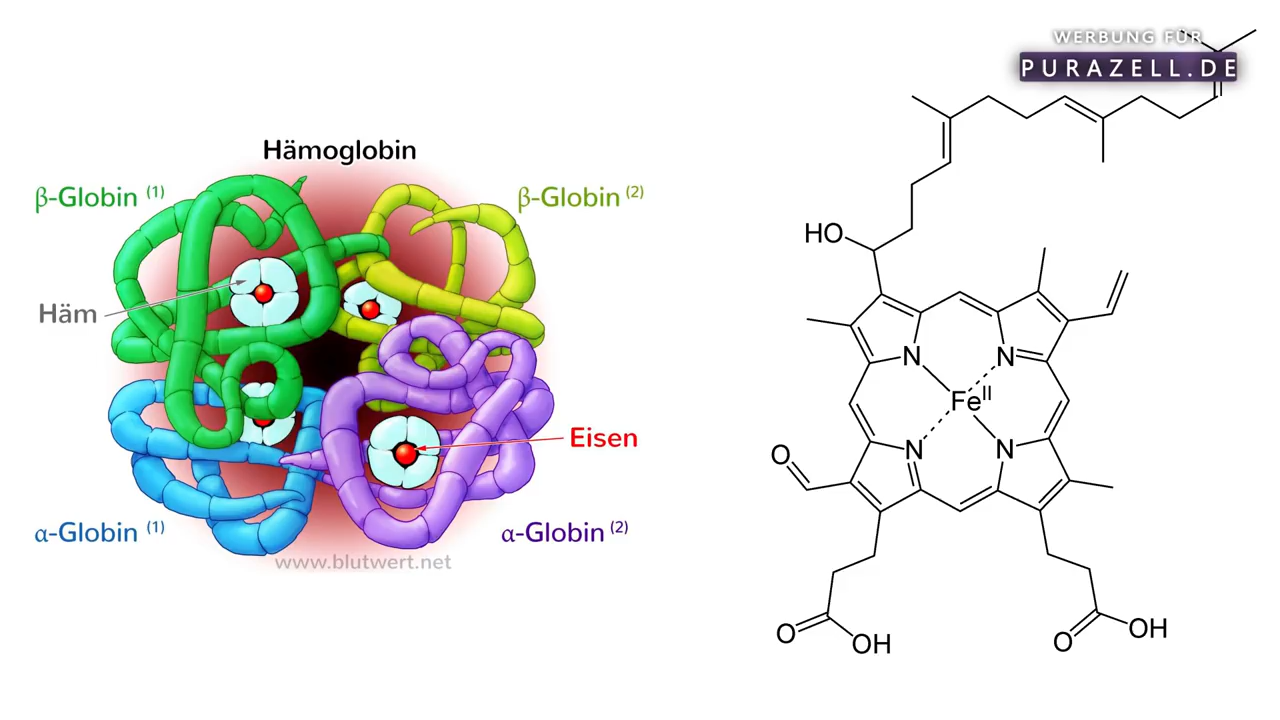 WERBUNG FÜR
PURAZELL.DE
Hämoglobin
β-Globin (1)
β-Globin (2)
Häm
Eisen
α-Globin (1)
α-Globin (2)
www.blutwert.net
HO
N
N
Fe^II
N
N
O
O
OH
O
OH